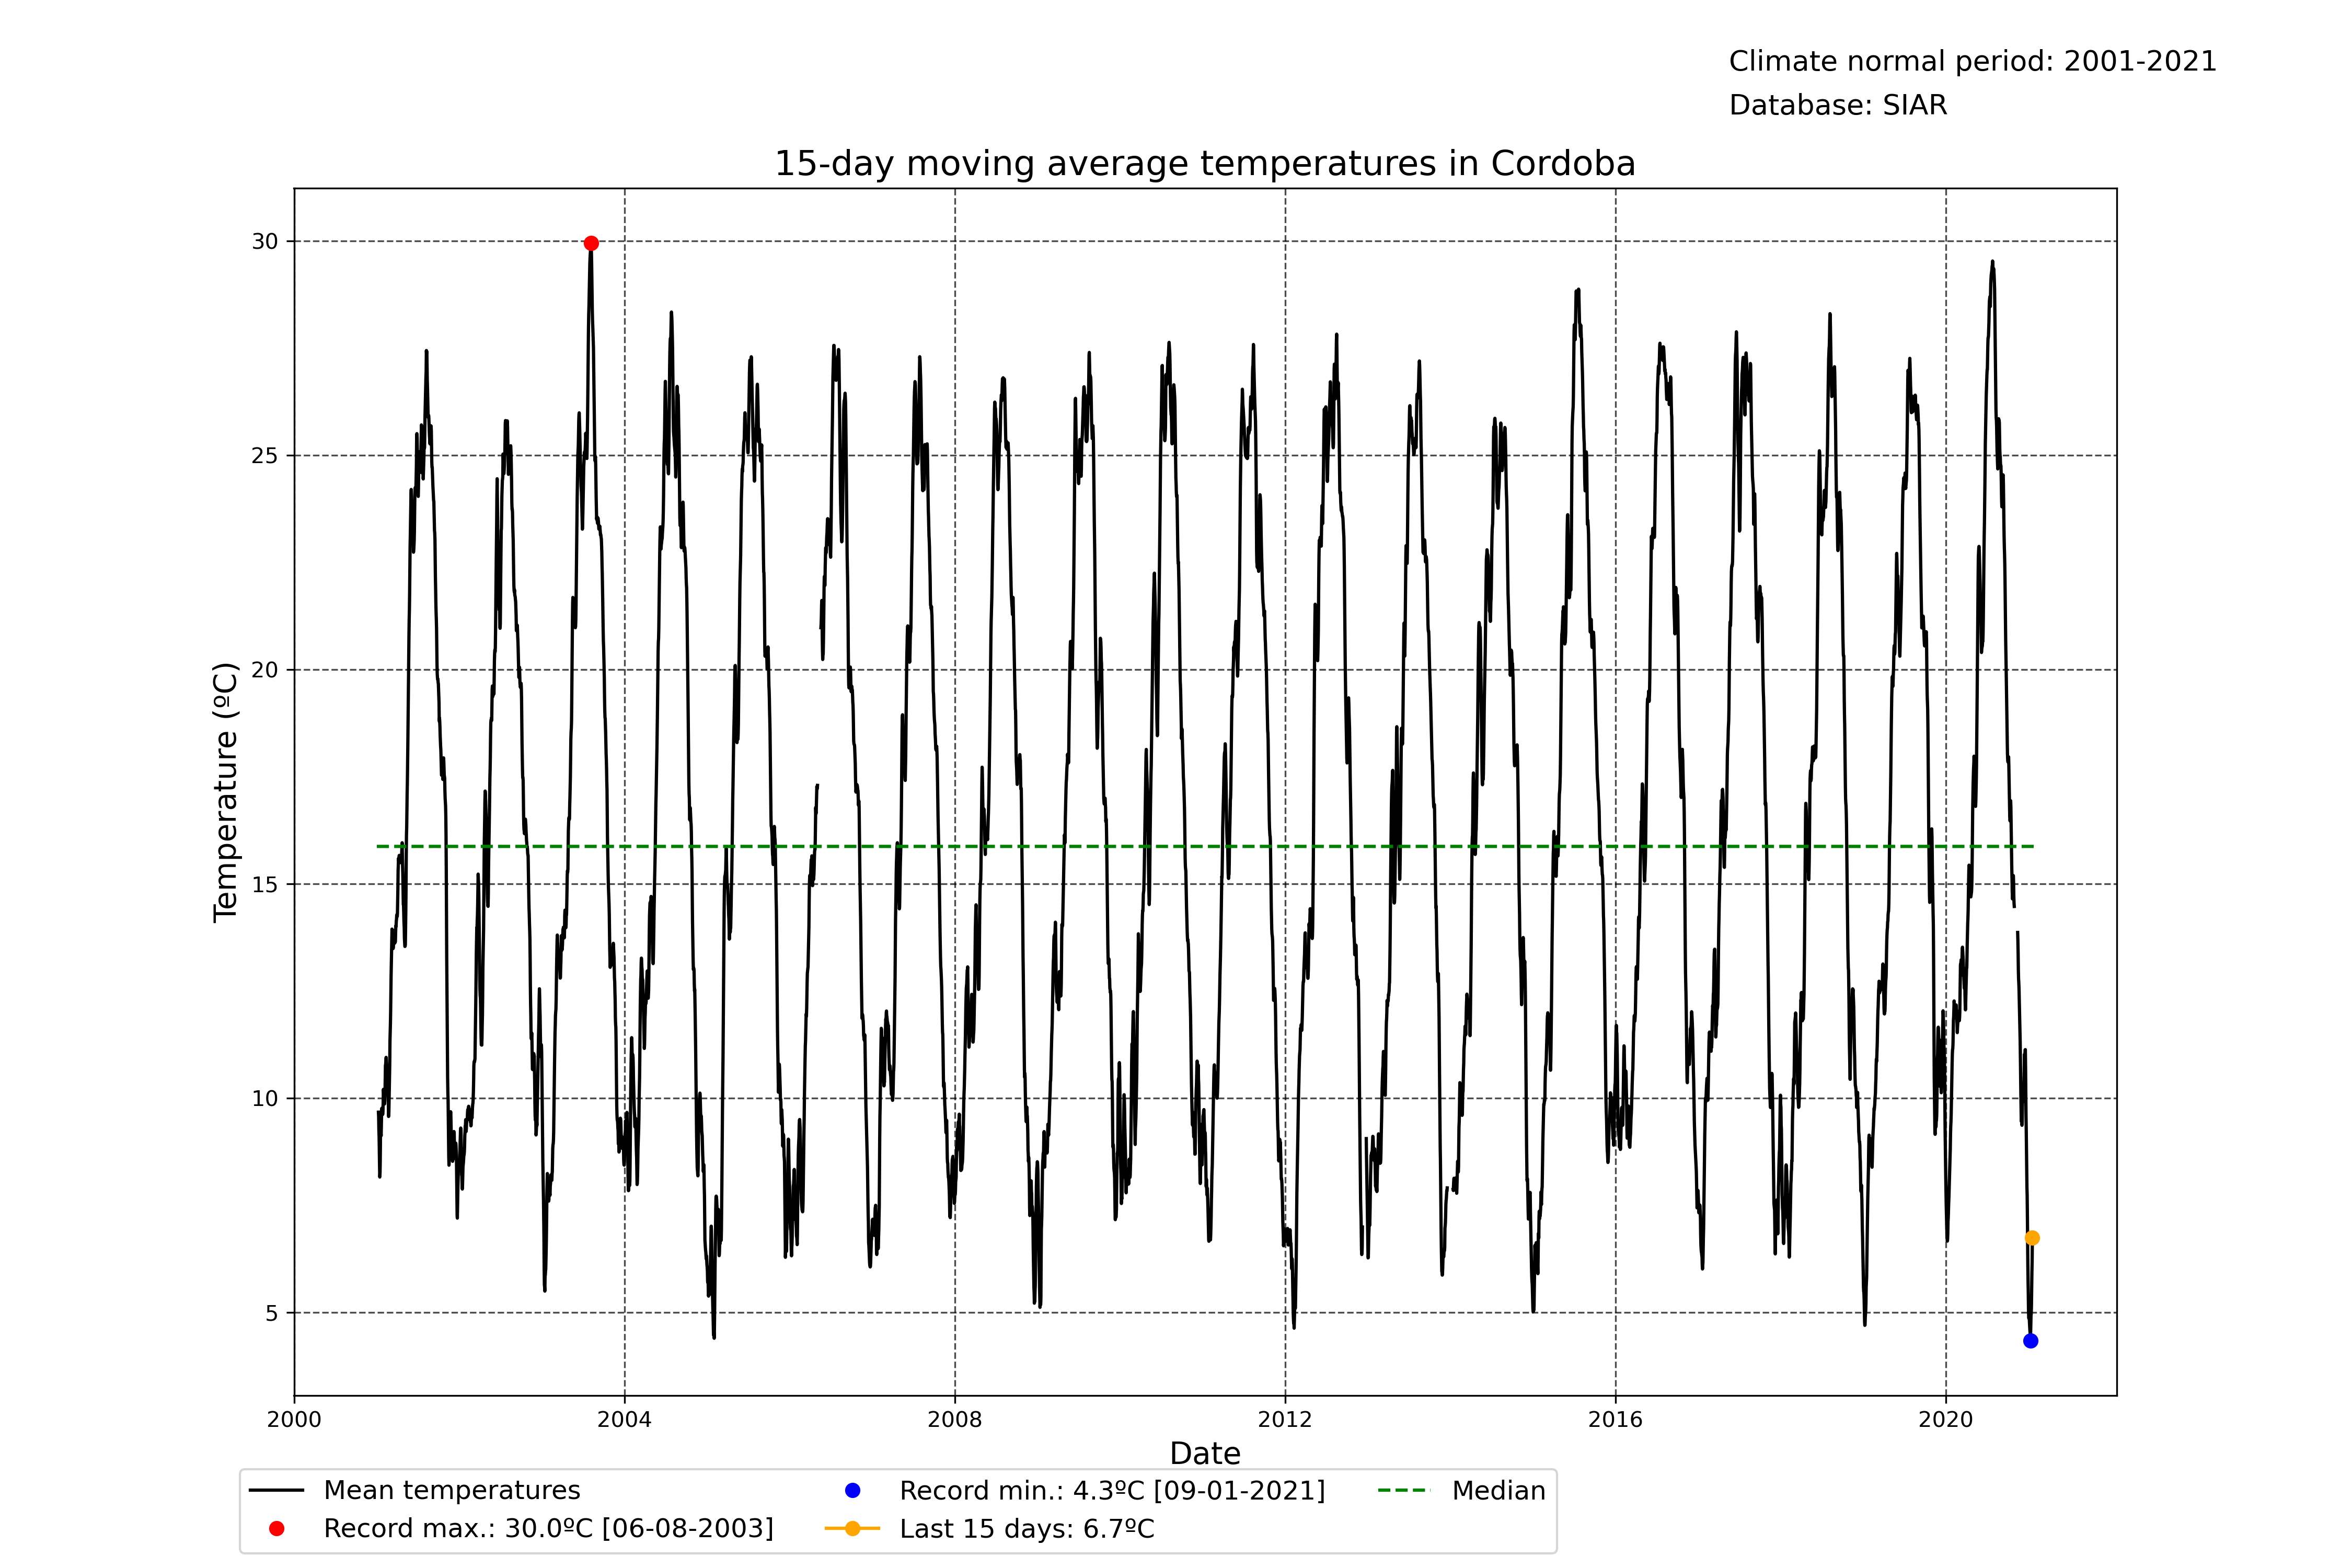 Climate normal period: 2001-2021
Database: SIAR
15-day moving average temperatures in Cordoba
30
25
20
15
10
5
Temperature (ºC)
2000 2004 2008 2012 2016 2020
Date
Mean temperatures
Record max.: 30.0ºC [06-08-2003]
Record min.: 4.3ºC [09-01-2021]
Last 15 days: 6.7ºC
Median